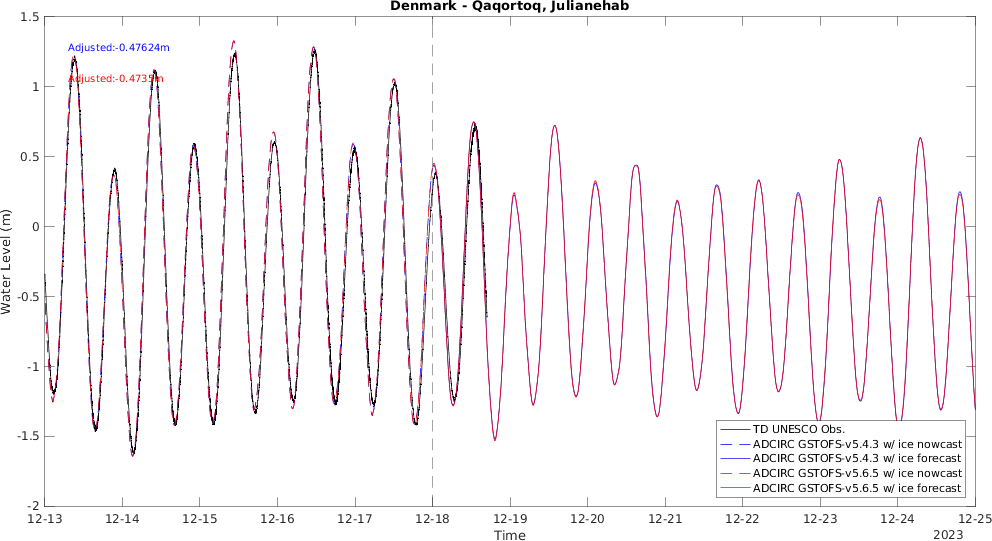 Denmark - Qaqortoq, Julianehab
1.5
1
0.5
0
-0.5
-1
-1.5
-2
Water Level (m)
Adjusted:-0.47624m
Adjusted:-0.4735m
TD UNESCO Obs.
ADCIRC GSTOFS-v5.4.3 w/ ice nowcast
ADCIRC GSTOFS-v5.4.3 w/ ice forecast
ADCIRC GSTOFS-v5.6.5 w/ ice nowcast
ADCIRC GSTOFS-v5.6.5 w/ ice forecast
12-13 12-14 12-15 12-16 12-17 12-18 12-19 12-20 12-21 12-22 12-23 12-24 12-25
Time
2023